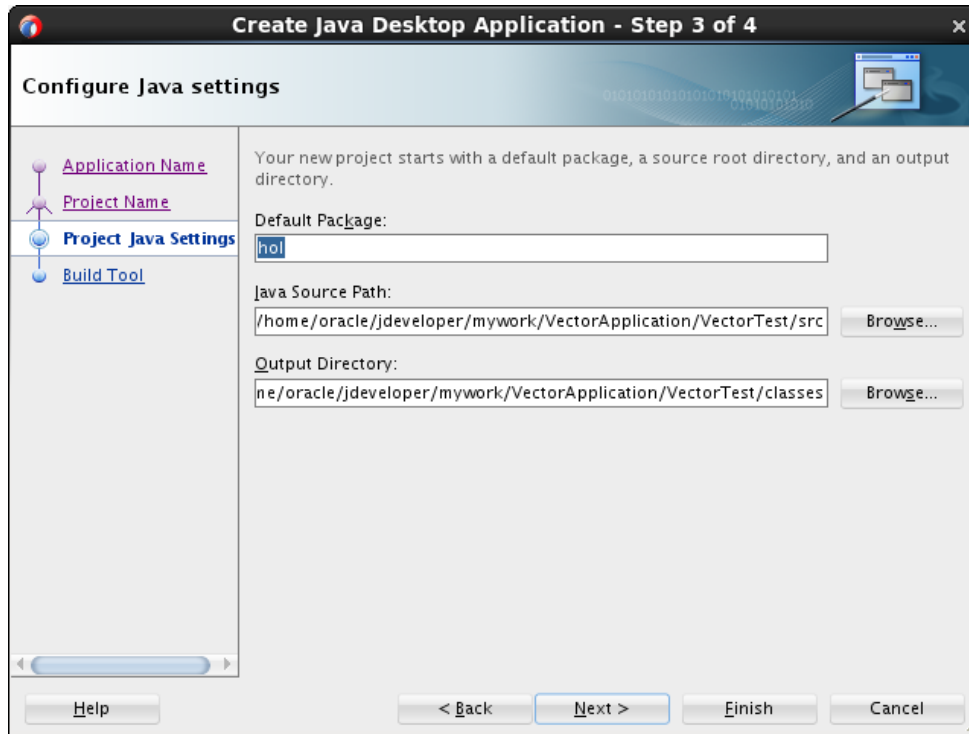 Create Java Desktop Application - Step 3 of 4
Configure Java settings
Application Name
Project Name
Project Java Settings
Build Tool
Your new project starts with a default package, a source root directory, and an output
directory.
Default Package:
hol
Java Source Path:
/home/oracle/jdeveloper/mywork/VectorApplication/VectorTest/src
Browse...
Output Directory:
ne/oracle/jdeveloper/mywork/VectorApplication/VectorTest/classes
Browse...
Help
< Back
Next >
Finish
Cancel